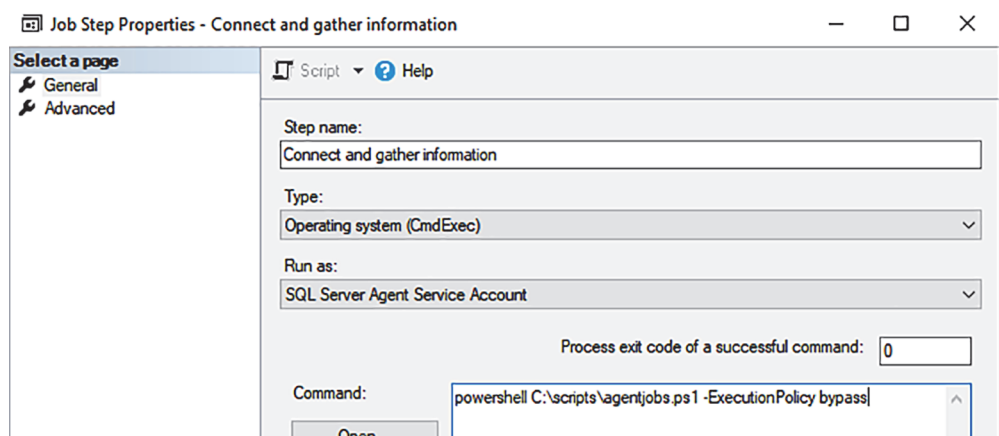 Job Step Properties - Connect and gather information
Select a page
General
Advanced
Script
Help
Step name:
Connect and gather information
Type:
Operating system (CmdExec)
Run as:
SQL Server Agent Service Account
Process exit code of a successful command: 0
Command:
powershell C:\scripts\agentjobs.ps1 -ExecutionPolicy bypass
Open...